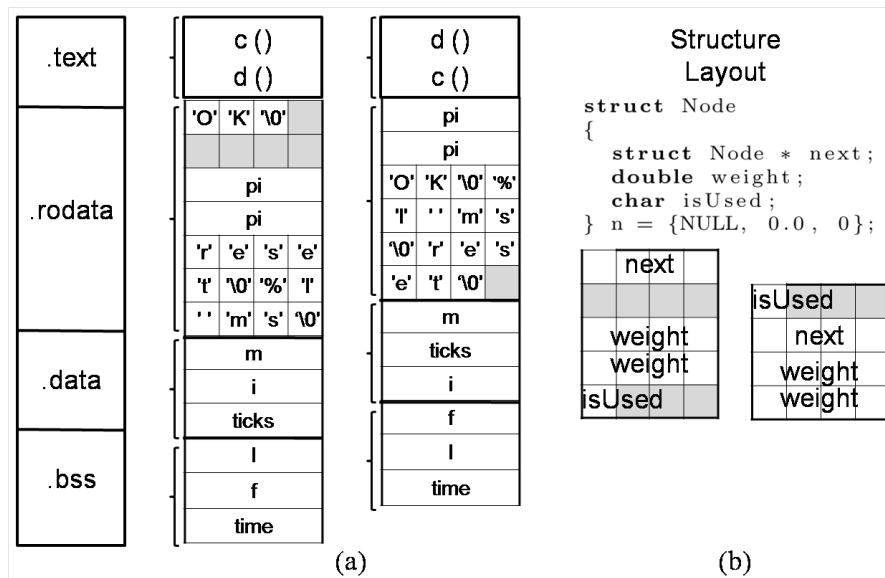 .text
.rodata
.data
.bss
c ()
d ()
'O' 'K' '\0'
pi
pi
'r' 'e' 's' 'e'
't' '\0' '%' 'l'
' ' 'm' 's' '\0'
m
i
ticks
l
f
time
d ()
c ()
pi
pi
'O' 'K' '\0' '%'
'l' ' ' 'm' 's'
'\0' 'r' 'e' 's'
'e' 't' '\0'
m
ticks
i
f
l
time
(a)
Structure
Layout
struct Node
{
struct Node * next;
double weight;
char isUsed;
} n = {NULL, 0.0, 0};
next
weight
weight
isUsed
isUsed
next
weight
weight
(b)